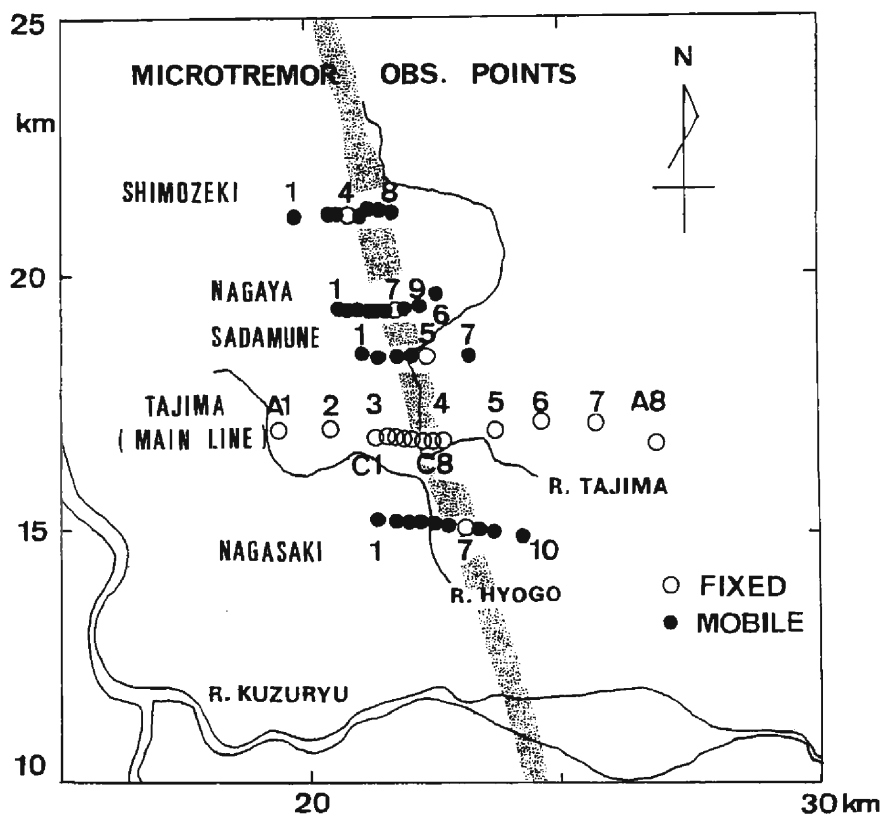 25
MICROTREMOR OBS. POINTS
N
km
SHIMOZEKI 1 4 8
20
NAGAYA 1 7 9
6
SADAMUNE 1 5 7
TAJIMA A1 2 3 4 5 6 7 A8
(MAIN LINE)
C1 C8
R. TAJIMA
15
NAGASAKI 1 7 10
R. HYOGO
○ FIXED
● MOBILE
R. KUZURYU
10
20 30 km